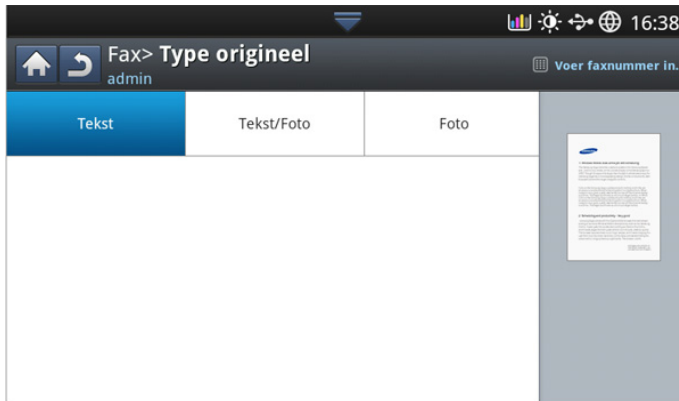 16:38
Fax> Type origineel
admin
Voer faxnummer in.
Tekst
Tekst/Foto
Foto